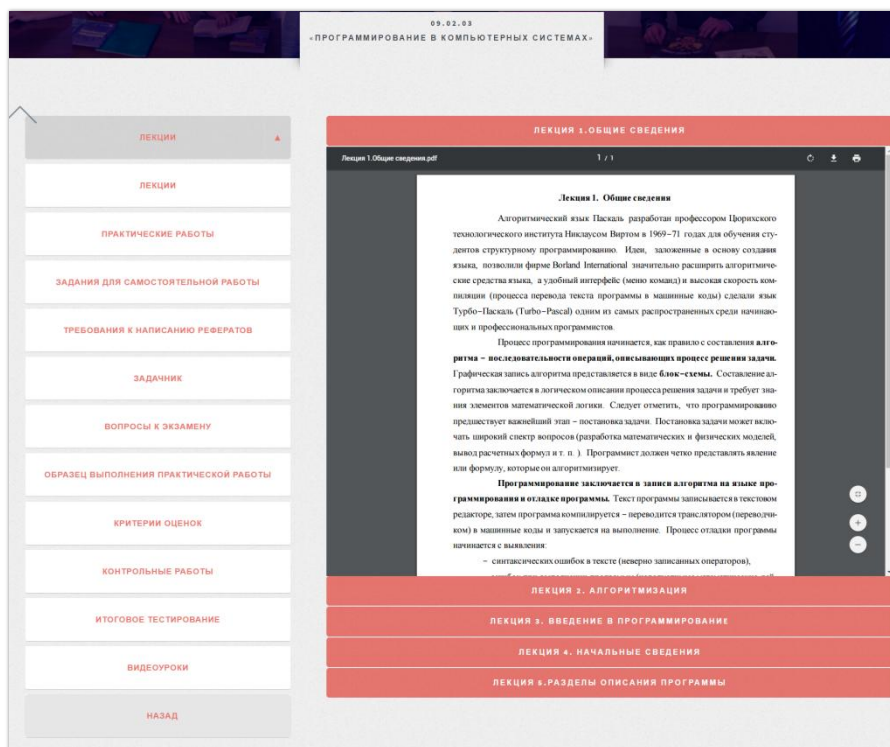 09.02.03
«ПРОГРАММИРОВАНИЕ В КОМПЬЮТЕРНЫХ СИСТЕМАХ»
ЛЕКЦИИ
ЛЕКЦИИ
ПРАКТИЧЕСКИЕ РАБОТЫ
ЗАДАНИЯ ДЛЯ САМОСТОЯТЕЛЬНОЙ РАБОТЫ
ТРЕБОВАНИЯ К НАПИСАНИЮ РЕФЕРАТОВ
ЗАДАЧНИК
ВОПРОСЫ К ЭКЗАМЕНУ
ОБРАЗЕЦ ВЫПОЛНЕНИЯ ПРАКТИЧЕСКОЙ РАБОТЫ
КРИТЕРИИ ОЦЕНОК
КОНТРОЛЬНЫЕ РАБОТЫ
ИТОГОВОЕ ТЕСТИРОВАНИЕ
ВИДЕОУРОКИ
НАЗАД
ЛЕКЦИЯ 1.ОБЩИЕ СВЕДЕНИЯ
Лекция 1.Общие сведения.pdf
1 / 1
Лекция 1. Общие сведения
Алгоритмический язык Паскаль разработан профессором Цюрихского
технологического института Никлаусом Виртом в 1969–71 годах для обучения сту-
дентов структурному программированию. Идеи, заложенные в основу создания
языка, позволили фирме Borland International значительно расширить алгоритмиче-
ские средства языка, а удобный интерфейс (меню команд) и высокая скорость ком-
пиляции (процесса перевода текста программы в машинные коды) сделали язык
Турбо–Паскаль (Turbo–Pascal) одним из самых распространенных среди начинаю-
щих и профессиональных программистов.
Процесс программирования начинается, как правило с составления алго-
ритма – последовательности операций, описывающих процесс решения задачи.
Графическая запись алгоритма представляется в виде блок–схемы. Составление ал-
горитма заключается в логическом описании процесса решения задачи и требует зна-
ния элементов математической логики. Следует отметить, что программированию
предшествует важнейший этап – постановка задачи. Постановка задачи может вклю-
чать широкий спектр вопросов (разработка математических и физических моделей,
вывод расчетных формул и т. п. ). Программист должен четко представлять явление
или формулу, которые он алгоритмизирует.
Программирование заключается в записи алгоритма на языке про-
граммирования и отладке программы. Текст программы записывается в текстовом
редакторе, затем программа компилируется – переводится транслятором (переводчи-
ком) в машинные коды и запускается на выполнение. Процесс отладки программы
начинается с выявления:
– синтаксических ошибок в тексте (неверно записанных операторов),
ЛЕКЦИЯ 2. АЛГОРИТМИЗАЦИЯ
ЛЕКЦИЯ 3. ВВЕДЕНИЕ В ПРОГРАММИРОВАНИЕ
ЛЕКЦИЯ 4. НАЧАЛЬНЫЕ СВЕДЕНИЯ
ЛЕКЦИЯ 5.РАЗДЕЛЫ ОПИСАНИЯ ПРОГРАММЫ